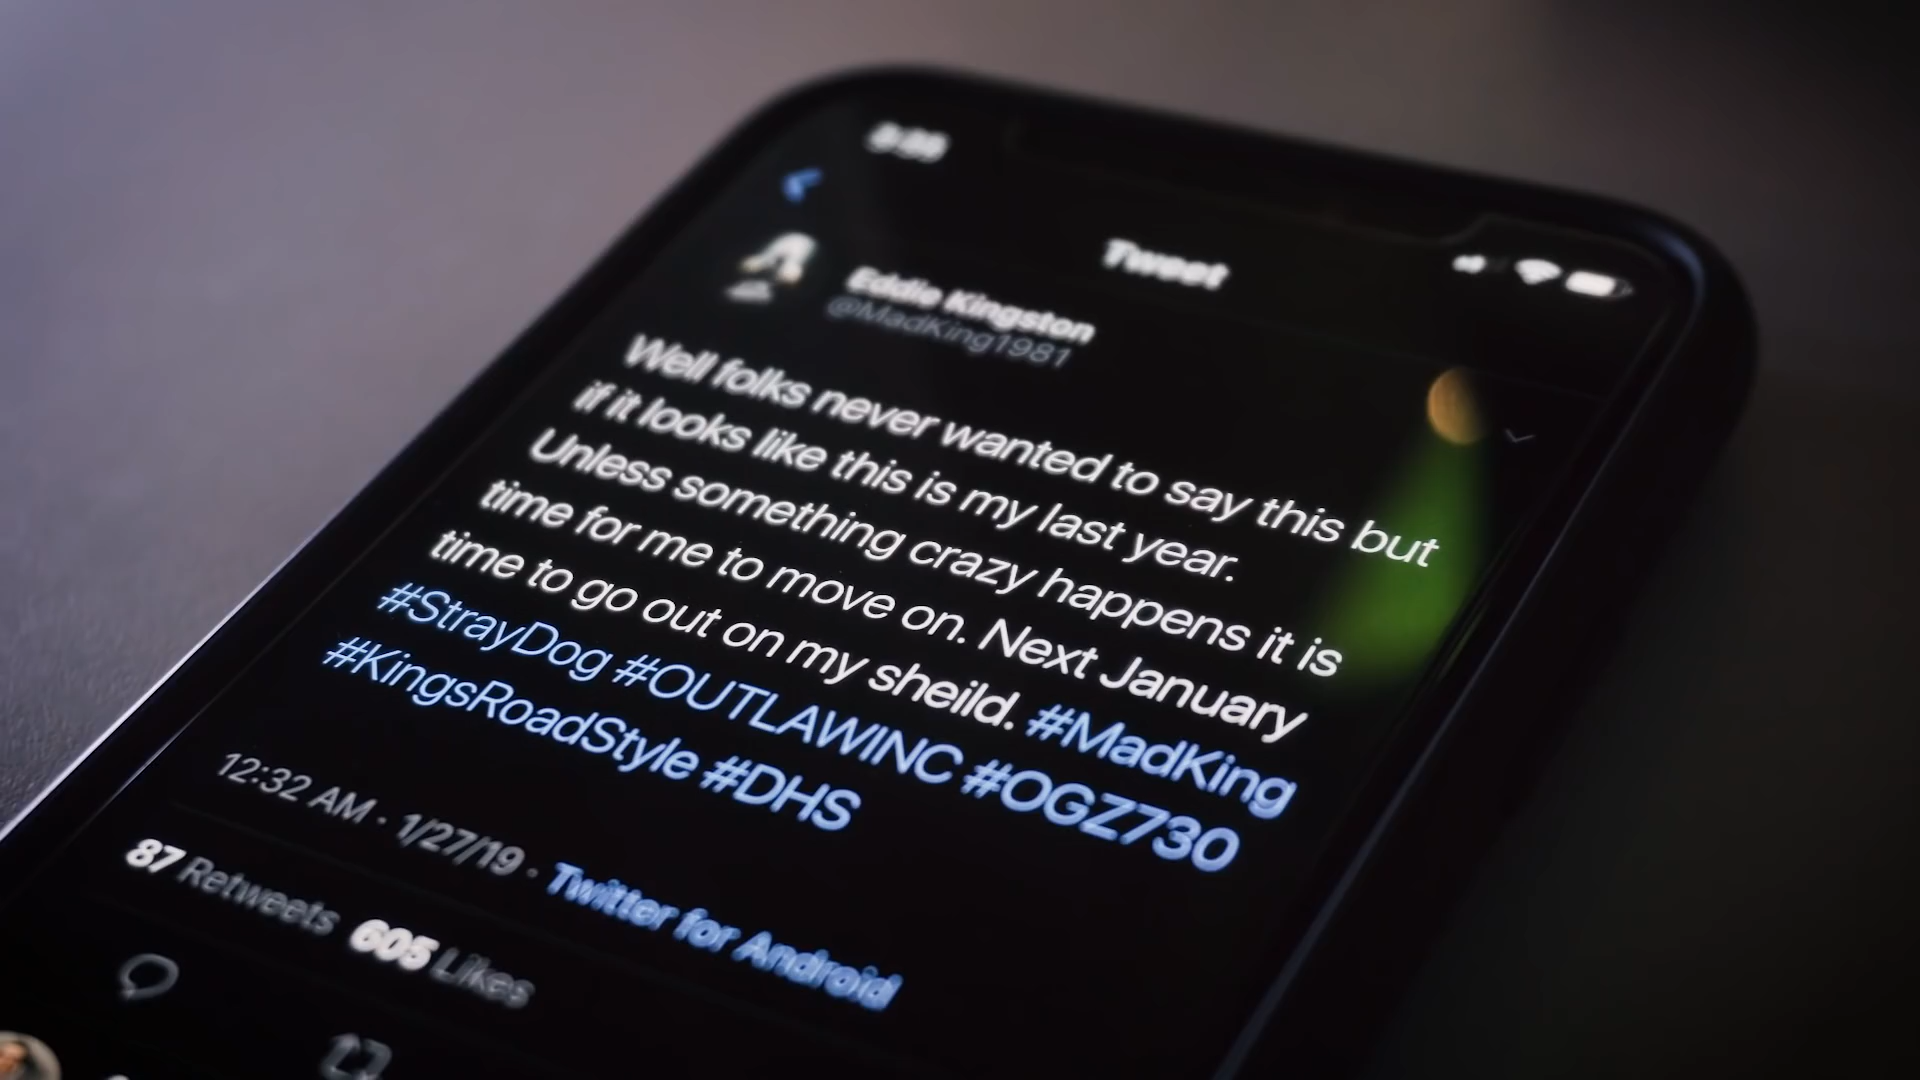 Tweet
Eddie Kingston
@MadKing1981
Well folks never wanted to say this but
if it looks like this is my last year.
Unless something crazy happens it is
time for me to move on. Next January
time to go out on my sheild. #MadKing
#StrayDog #OUTLAWINC #OGZ730
#KingsRoadStyle #DHS
12:32 AM · 1/27/19 · Twitter for Android
87 Retweets 605 Likes